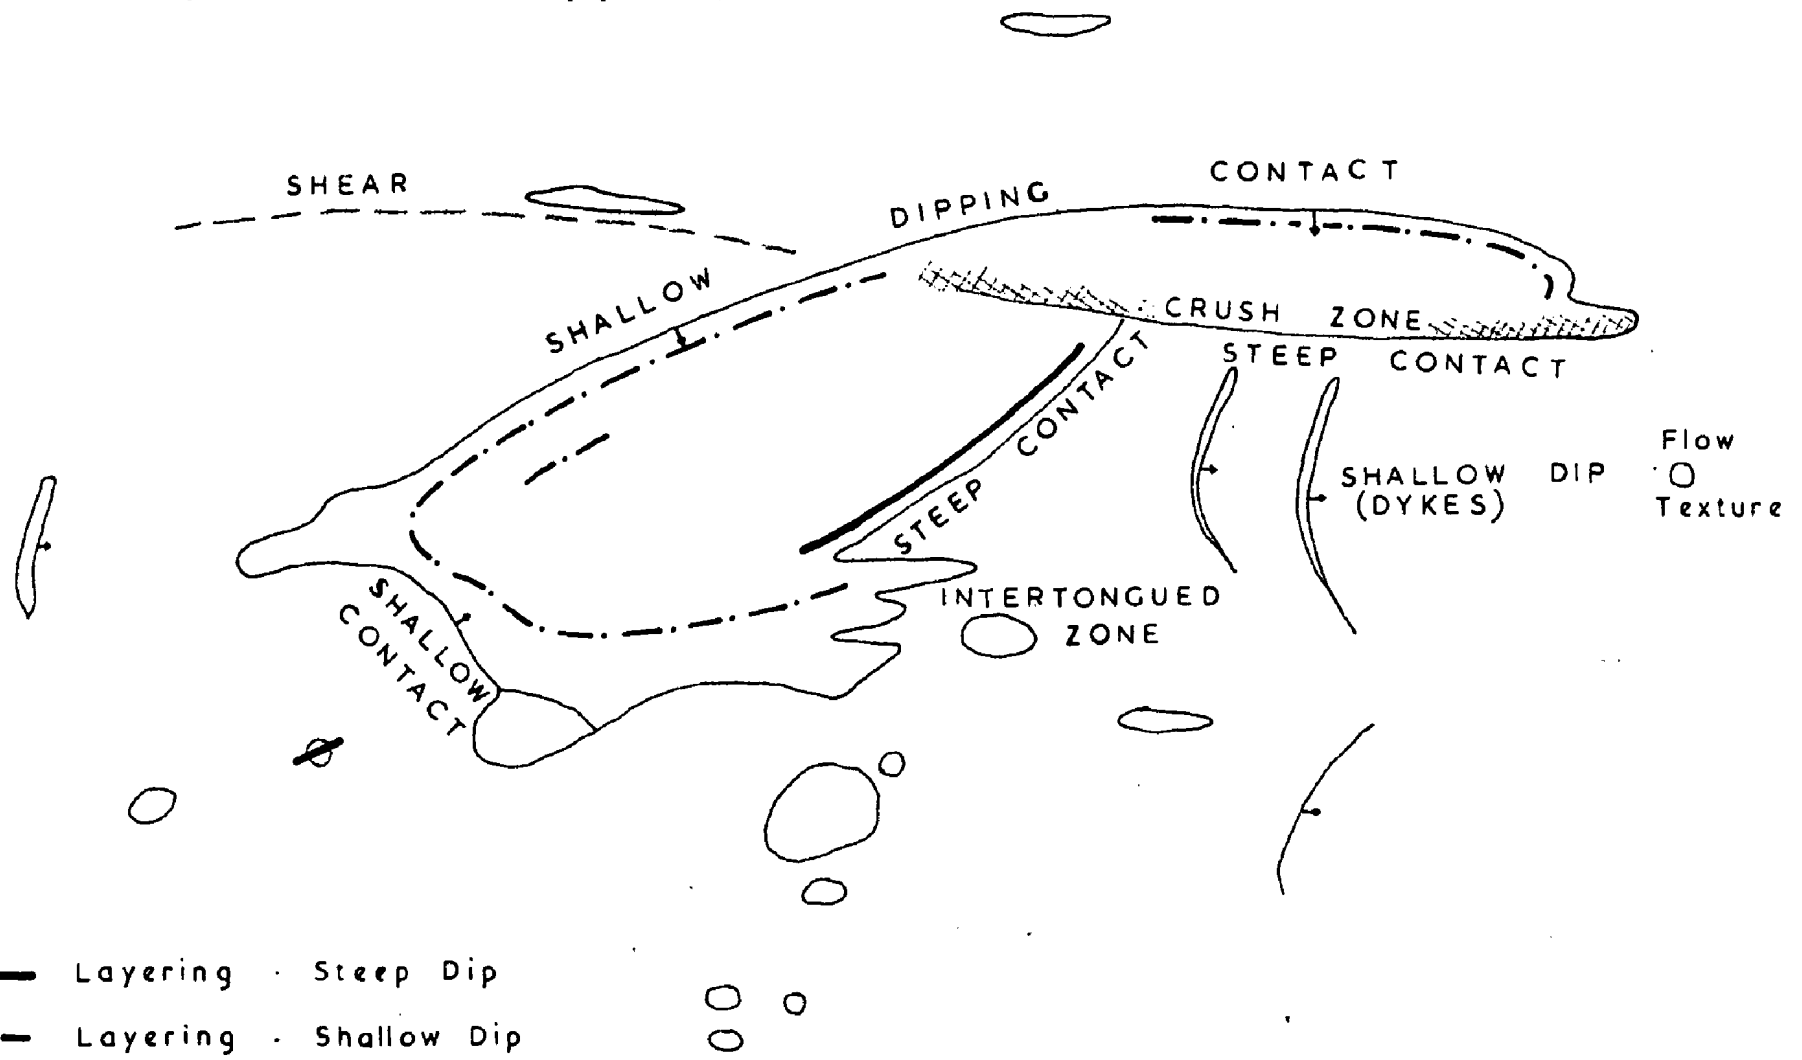 CONTACT
SHEAR
DIPPING
SHALLOW
CRUSH ZONE
STEEP CONTACT
STEEP CONTACT
Flow
SHALLOW DIP
(DYKES)
Texture
INTERTONGUED
ZONE
SHALLOW
CONTACT
Layering · Steep Dip
Layering · Shallow Dip